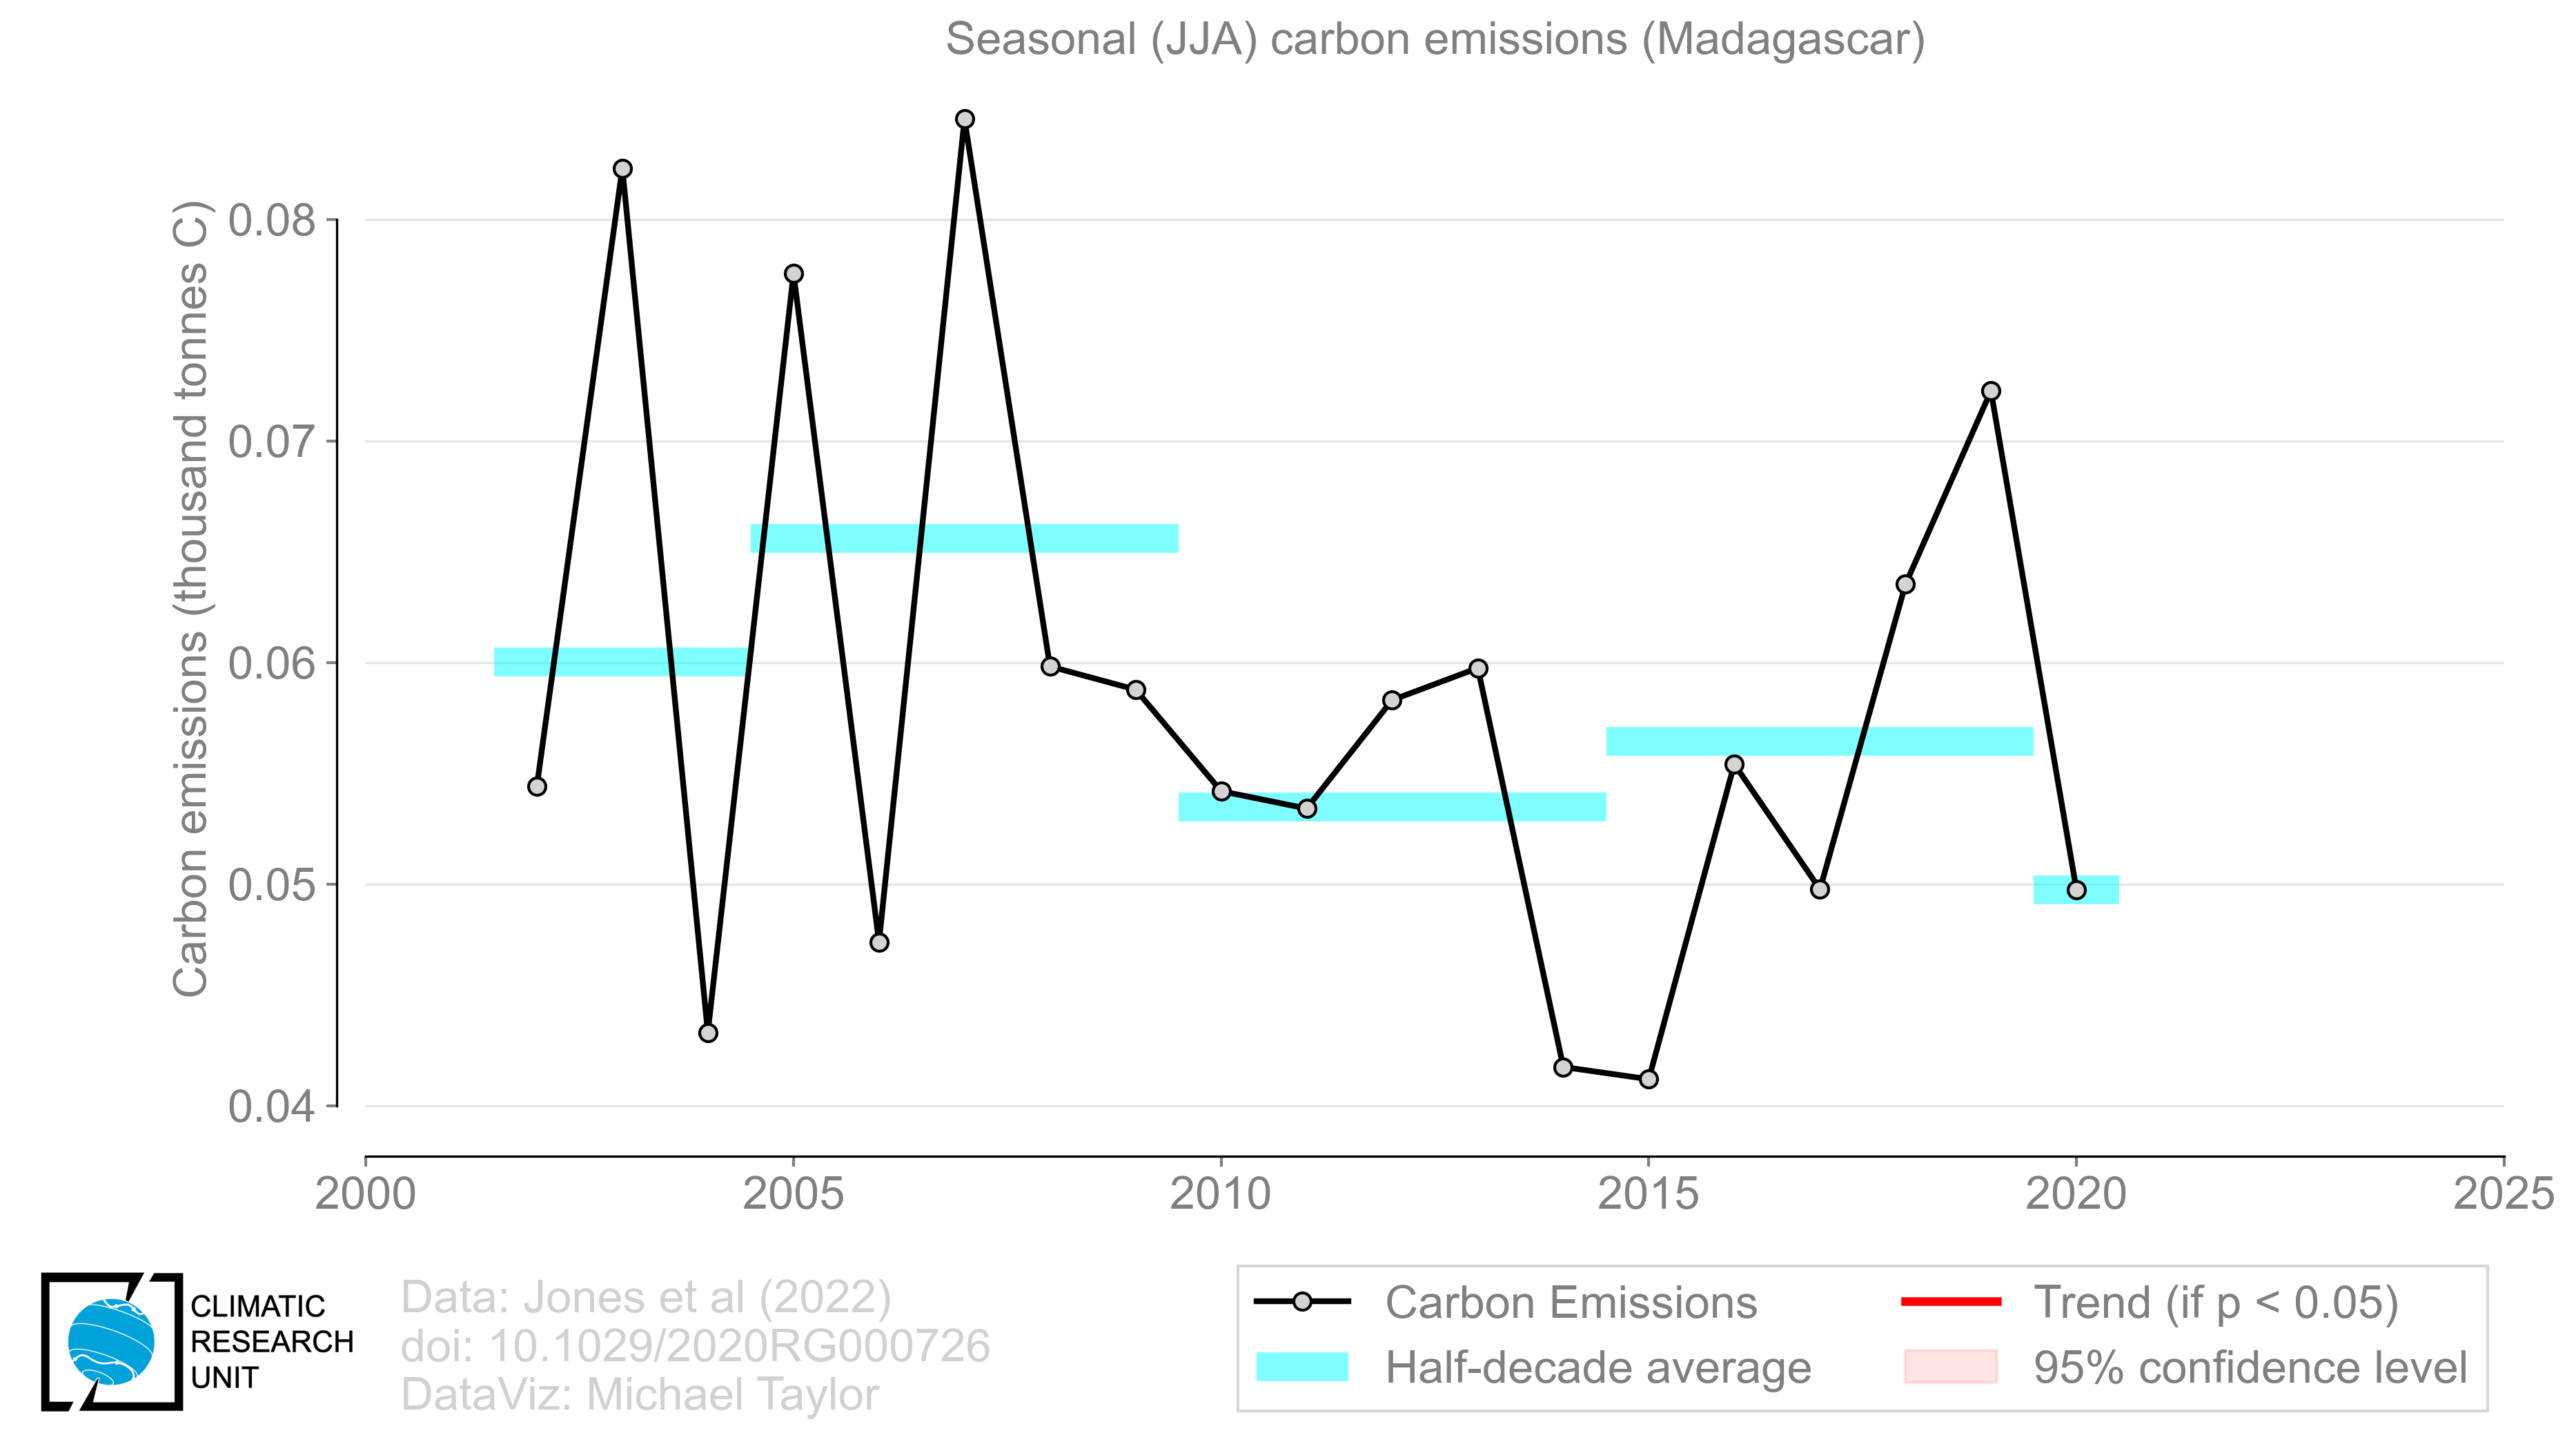 Seasonal (JJA) carbon emissions (Madagascar)
Carbon emissions (thousand tonnes C)
0.08
0.07
0.06
0.05
0.04
2000
2005
2010
2015
2020
2025
CLIMATIC
RESEARCH
UNIT
Data: Jones et al (2022)
doi: 10.1029/2020RG000726
DataViz: Michael Taylor
Carbon Emissions
Half-decade average
Trend (if p < 0.05)
95% confidence level